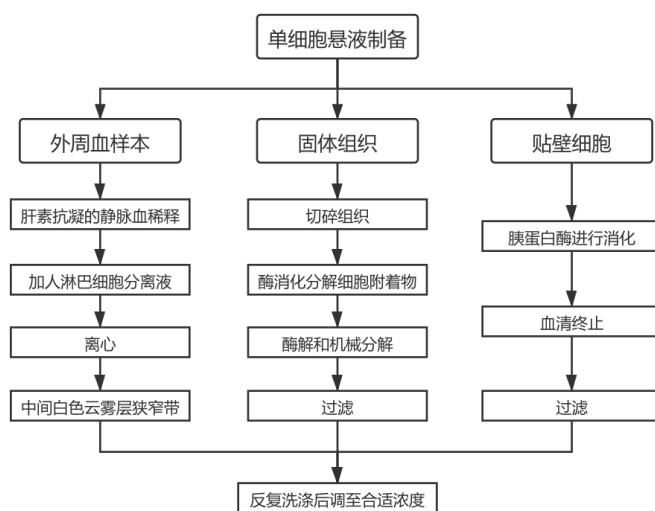 单细胞悬液制备
外周血样本
固体组织
贴壁细胞
肝素抗凝的静脉血稀释
切碎组织
胰蛋白酶进行消化
加人淋巴细胞分离液
酶消化分解细胞附着物
血清终止
离心
酶解和机械分解
中间白色云雾层狭窄带
过滤
过滤
反复洗涤后调至合适浓度